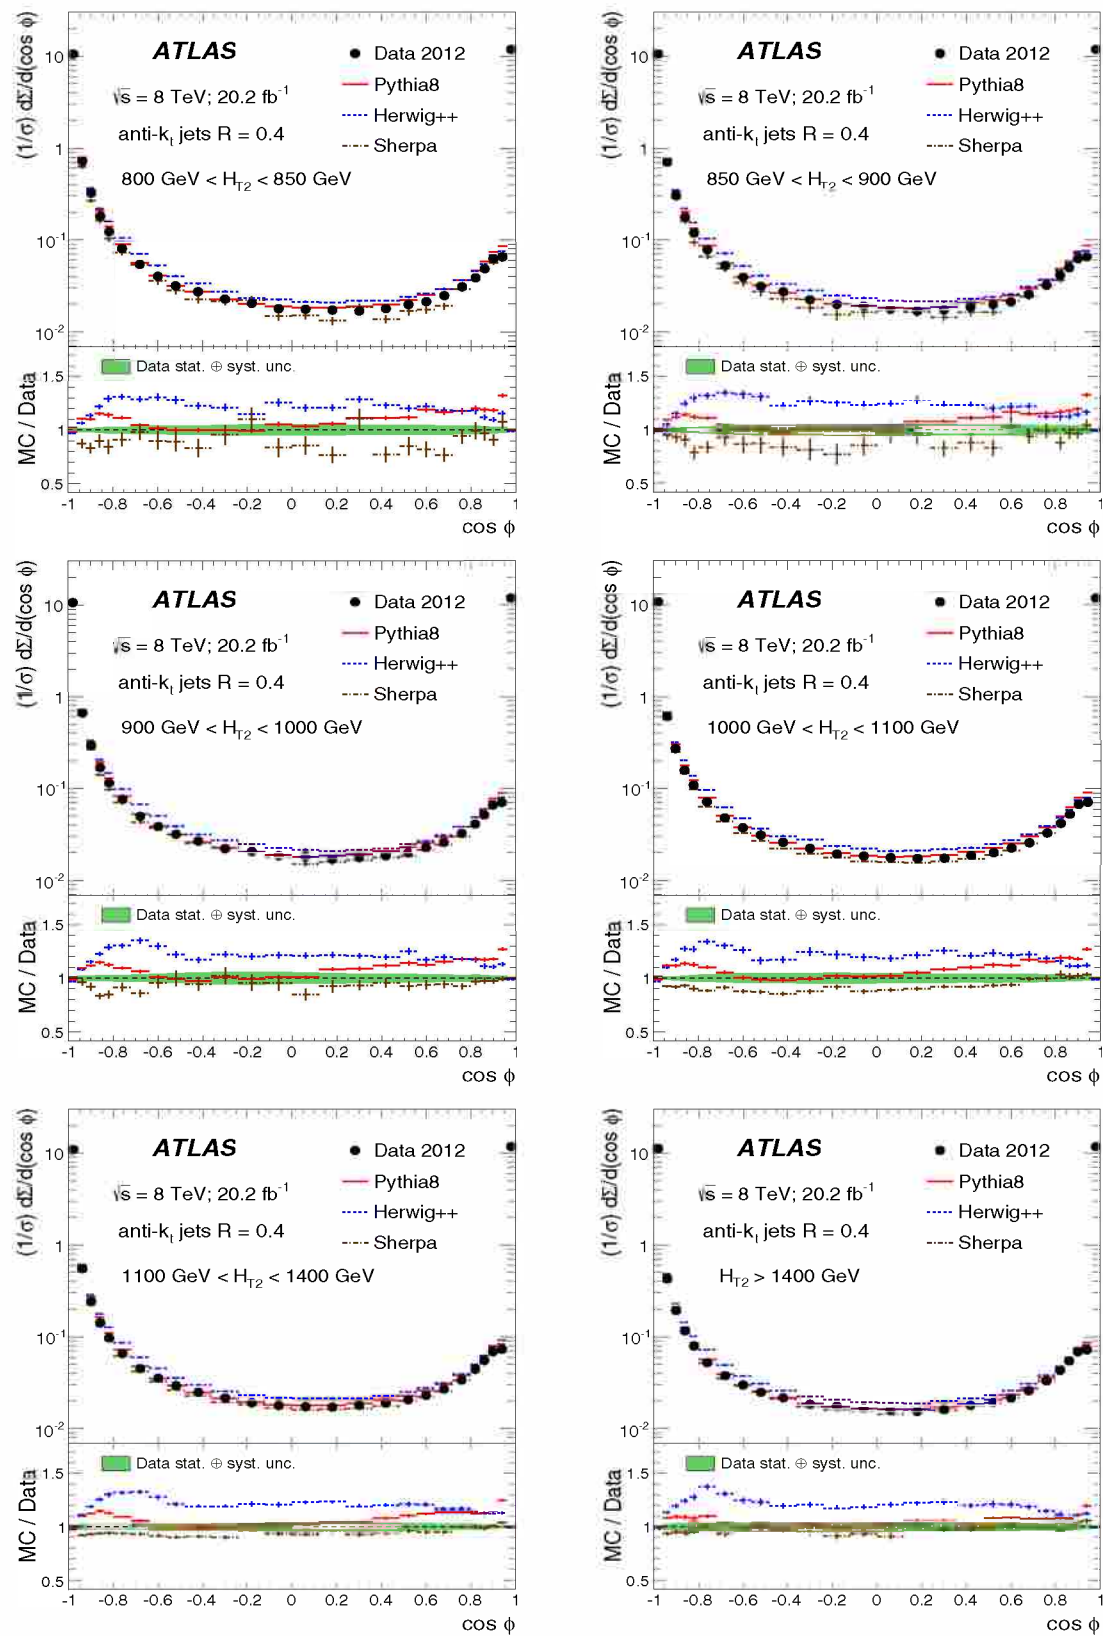 (1/σ) dΣ/d(cos φ)
ATLAS
√s = 8 TeV; 20.2 fb-1
anti-kt jets R = 0.4
800 GeV < HT2 < 850 GeV
Data 2012
Pythia8
Herwig++
Sherpa
10
1
10-1
10-2
MC / Data
Data stat. ⊕ syst. unc.
1.5
1
0.5
-1 -0.8 -0.6 -0.4 -0.2 0 0.2 0.4 0.6 0.8 1
cos φ
(1/σ) dΣ/d(cos φ)
ATLAS
√s = 8 TeV; 20.2 fb-1
anti-kt jets R = 0.4
850 GeV < HT2 < 900 GeV
Data 2012
Pythia8
Herwig++
Sherpa
10
1
10-1
10-2
MC / Data
Data stat. ⊕ syst. unc.
1.5
1
0.5
-1 -0.8 -0.6 -0.4 -0.2 0 0.2 0.4 0.6 0.8 1
cos φ
(1/σ) dΣ/d(cos φ)
ATLAS
√s = 8 TeV; 20.2 fb-1
anti-kt jets R = 0.4
900 GeV < HT2 < 1000 GeV
Data 2012
Pythia8
Herwig++
Sherpa
10
1
10-1
10-2
MC / Data
Data stat. ⊕ syst. unc.
1.5
1
0.5
-1 -0.8 -0.6 -0.4 -0.2 0 0.2 0.4 0.6 0.8 1
cos φ
(1/σ) dΣ/d(cos φ)
ATLAS
√s = 8 TeV; 20.2 fb-1
anti-kt jets R = 0.4
1000 GeV < HT2 < 1100 GeV
Data 2012
Pythia8
Herwig++
Sherpa
10
1
10-1
10-2
MC / Data
Data stat. ⊕ syst. unc.
1.5
1
0.5
-1 -0.8 -0.6 -0.4 -0.2 0 0.2 0.4 0.6 0.8 1
cos φ
(1/σ) dΣ/d(cos φ)
ATLAS
√s = 8 TeV; 20.2 fb-1
anti-kt jets R = 0.4
1100 GeV < HT2 < 1400 GeV
Data 2012
Pythia8
Herwig++
Sherpa
10
1
10-1
10-2
MC / Data
Data stat. ⊕ syst. unc.
1.5
1
0.5
-1 -0.8 -0.6 -0.4 -0.2 0 0.2 0.4 0.6 0.8 1
cos φ
(1/σ) dΣ/d(cos φ)
ATLAS
√s = 8 TeV; 20.2 fb-1
anti-kt jets R = 0.4
HT2 > 1400 GeV
Data 2012
Pythia8
Herwig++
Sherpa
10
1
10-1
10-2
MC / Data
Data stat. ⊕ syst. unc.
1.5
1
0.5
-1 -0.8 -0.6 -0.4 -0.2 0 0.2 0.4 0.6 0.8 1
cos φ